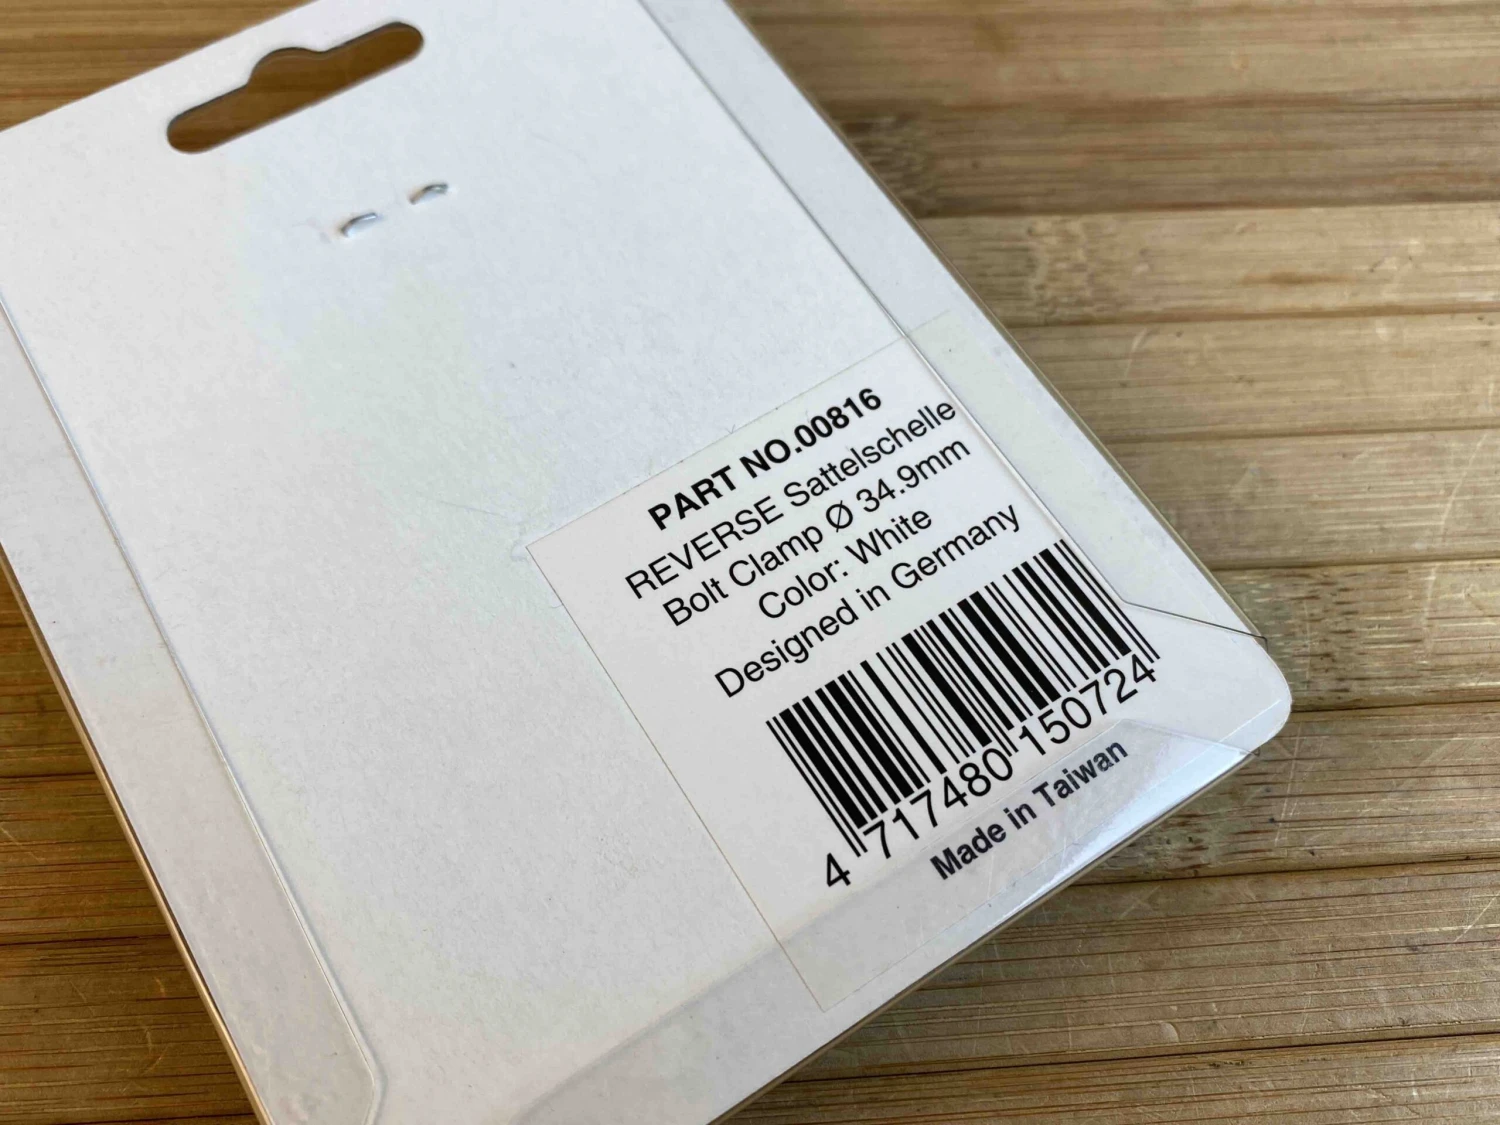 PART NO.00816
REVERSE Sattelschelle
Bolt Clamp Ø 34.9mm
Color: White
Designed in Germany
4 717480 150724
Made in Taiwan